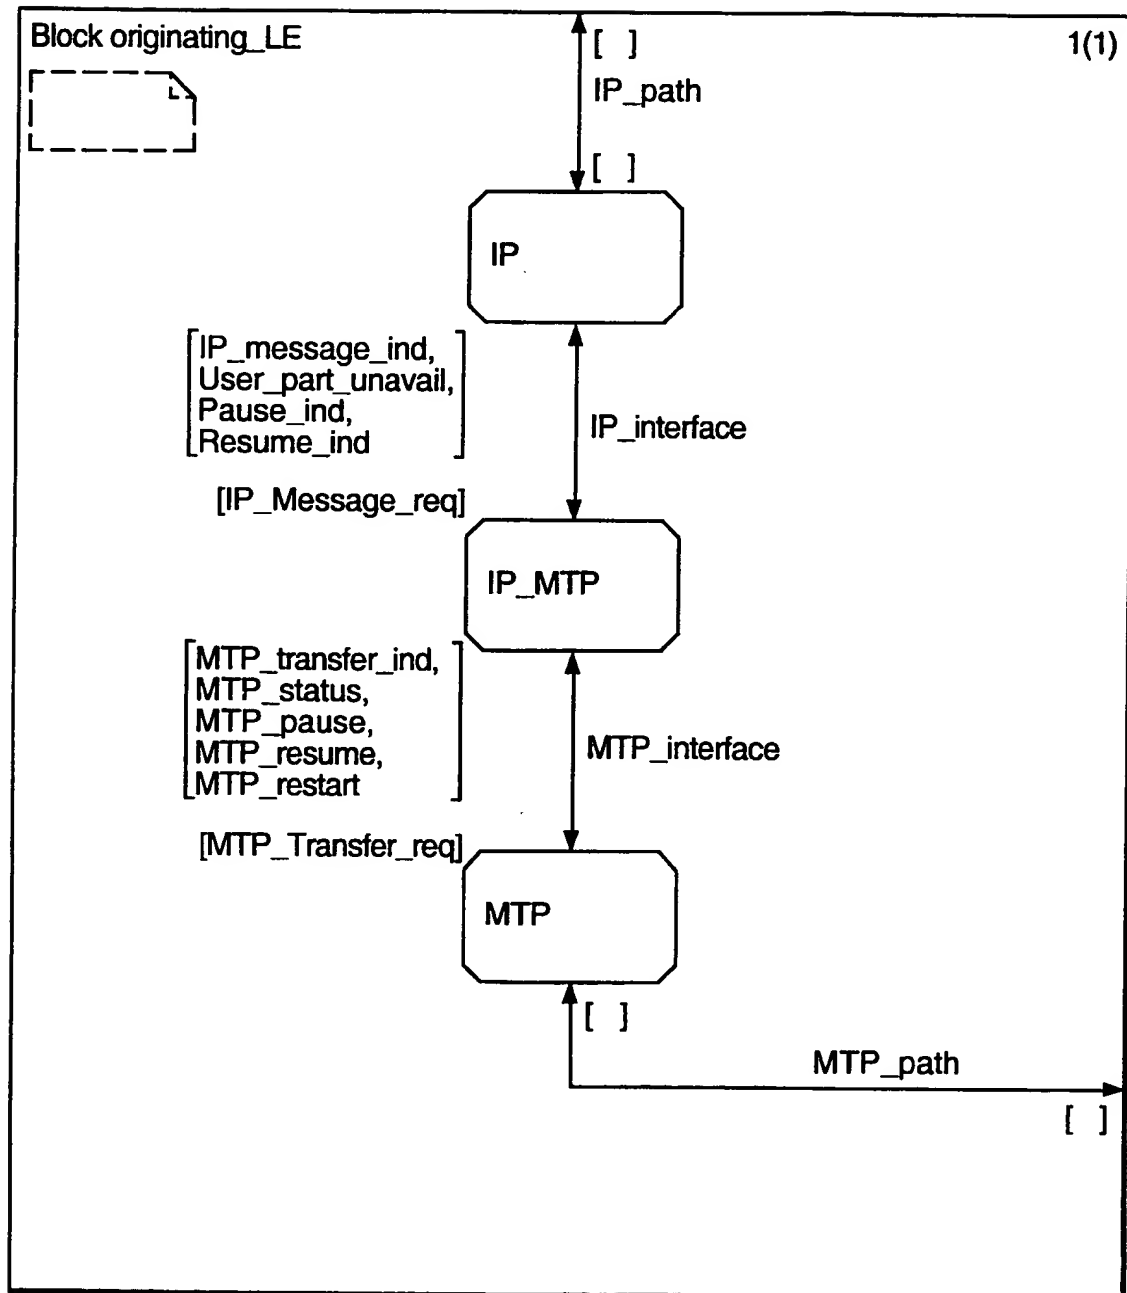 Block originating_LE
1(1)
[ ]
IP_path
[ ]
IP
[IP_message_ind,
User_part_unavail,
Pause_ind,
Resume_ind]
IP_interface
[IP_Message_req]
IP_MTP
[MTP_transfer_ind,
MTP_status,
MTP_pause,
MTP_resume,
MTP_restart]
MTP_interface
[MTP_Transfer_req]
MTP
[ ]
MTP_path
[ ]